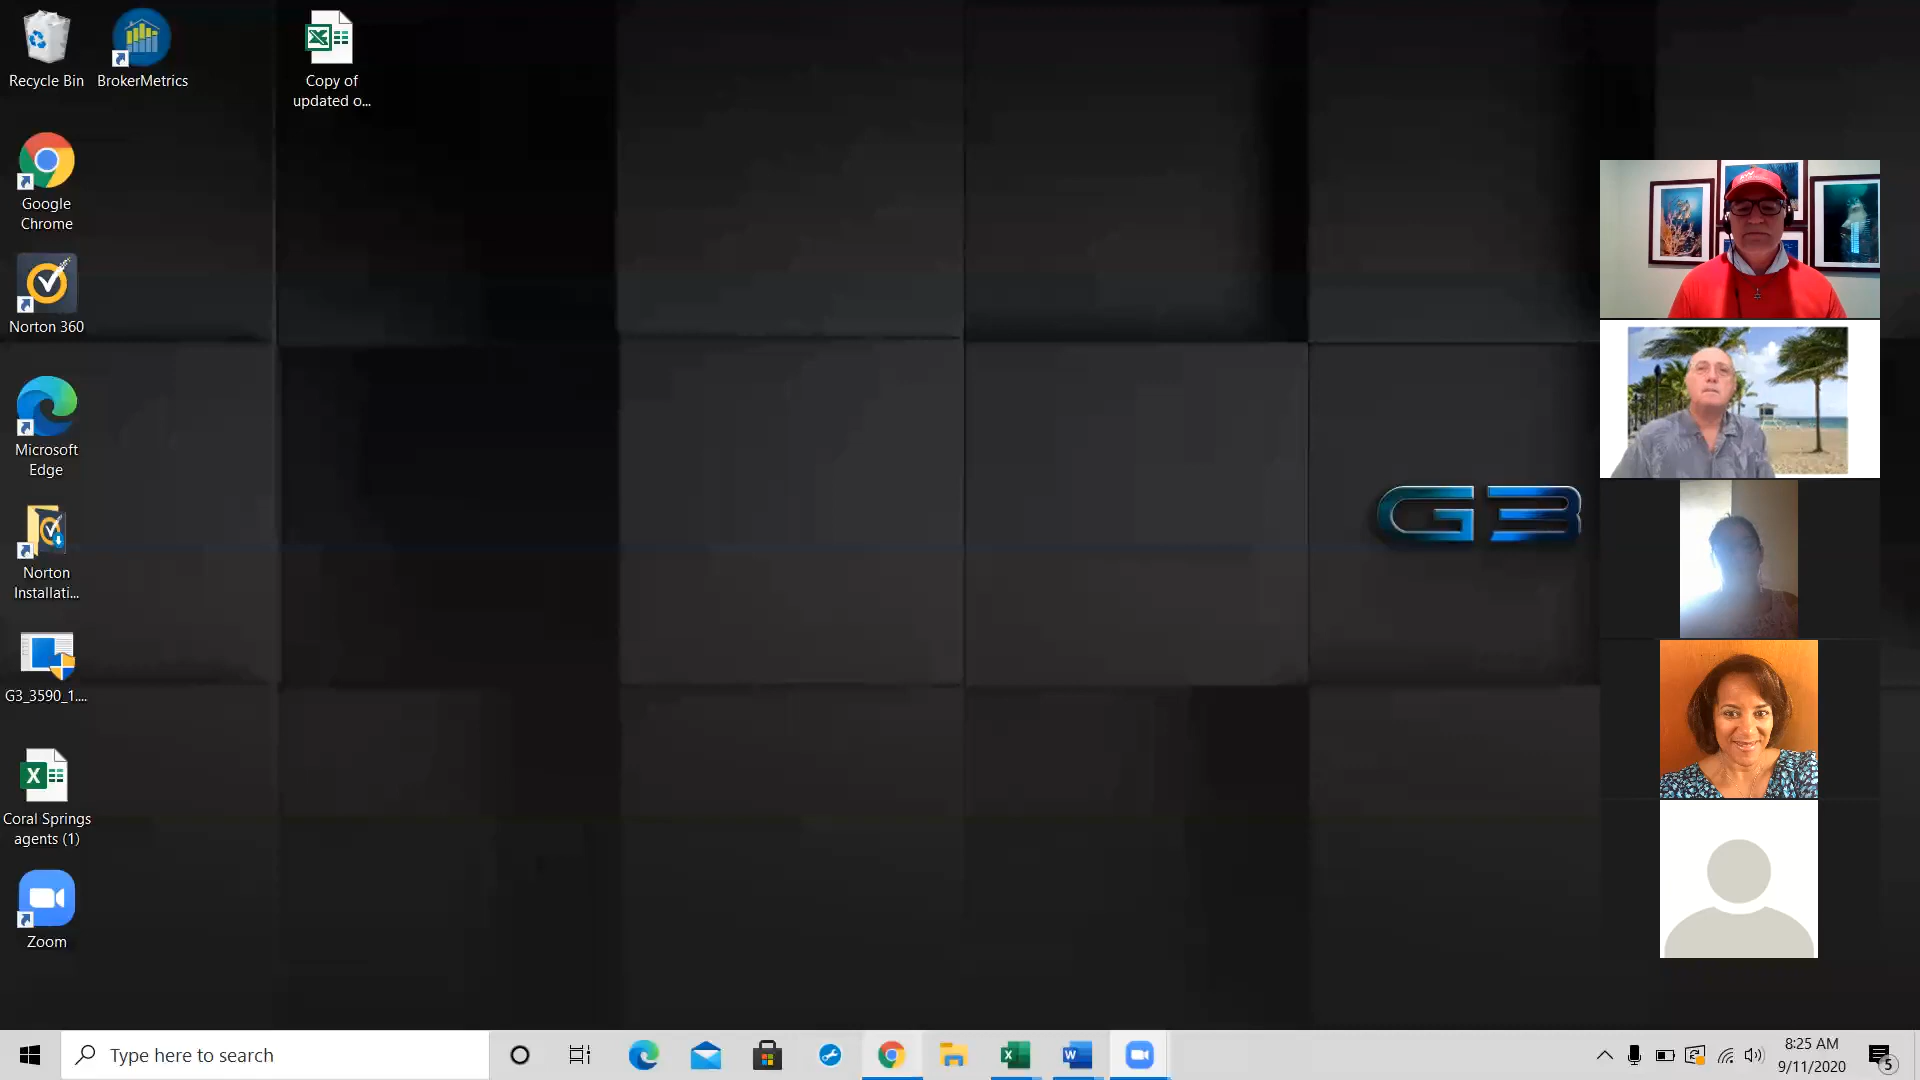 Recycle Bin
BrokerMetrics
Copy of
updated o...
Google
Chrome
Norton 360
Microsoft
Edge
Norton
Installati...
G3_3590_1....
Coral Springs
agents (1)
Zoom
G3
Type here to search
8:25 AM
9/11/2020
5